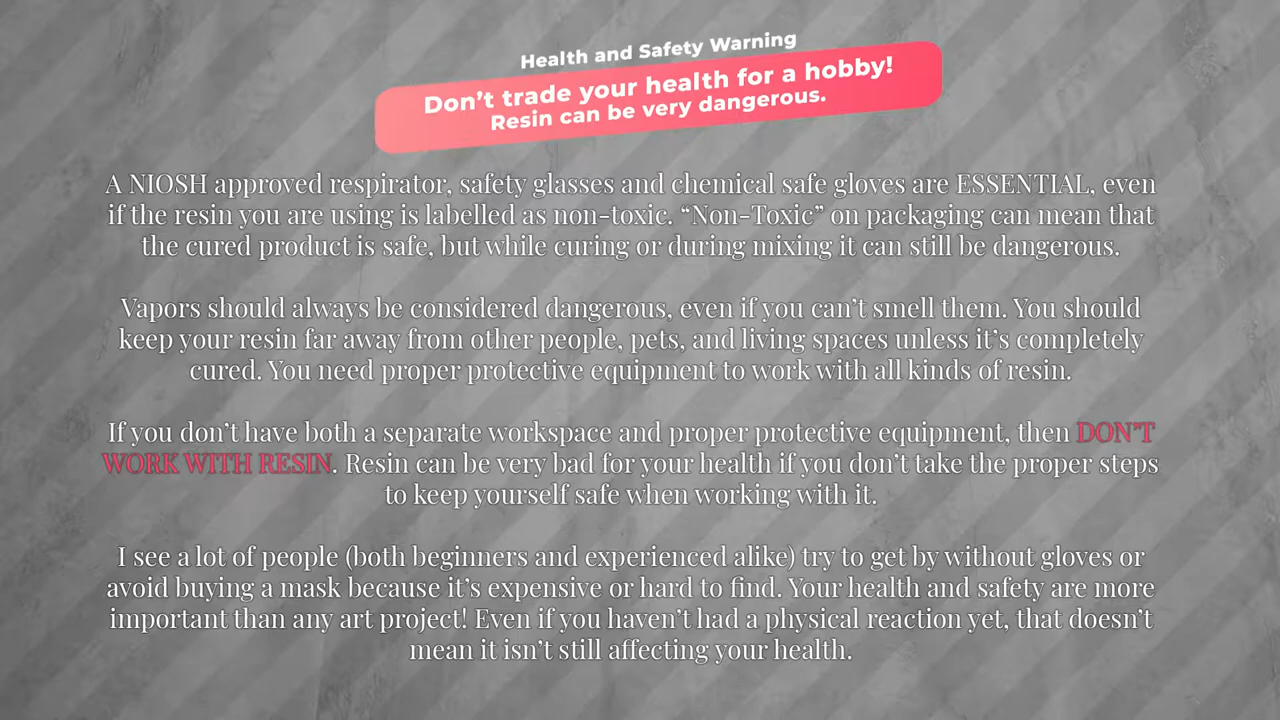 Health and Safety Warning
Don’t trade your health for a hobby!
Resin can be very dangerous.
A NIOSH approved respirator, safety glasses and chemical safe gloves are ESSENTIAL, even
if the resin you are using is labelled as non-toxic. “Non-Toxic” on packaging can mean that
the cured product is safe, but while curing or during mixing it can still be dangerous.
Vapors should always be considered dangerous, even if you can’t smell them. You should
keep your resin far away from other people, pets, and living spaces unless it’s completely
cured. You need proper protective equipment to work with all kinds of resin.
If you don’t have both a separate workspace and proper protective equipment, then DON’T
WORK WITH RESIN. Resin can be very bad for your health if you don’t take the proper steps
to keep yourself safe when working with it.
I see a lot of people (both beginners and experienced alike) try to get by without gloves or
avoid buying a mask because it’s expensive or hard to find. Your health and safety are more
important than any art project! Even if you haven’t had a physical reaction yet, that doesn’t
mean it isn’t still affecting your health.